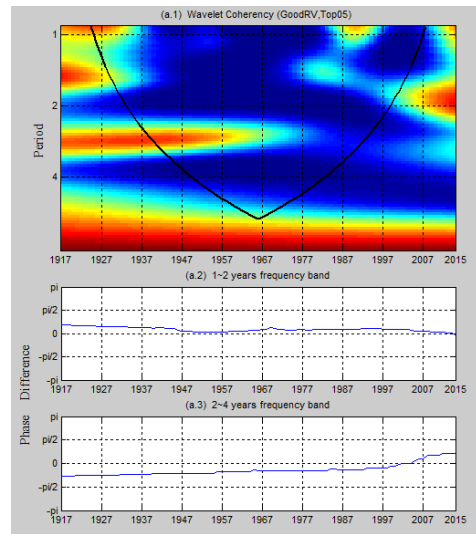 (a.1) Wavelet Coherency (GoodRV,Top05)
Period
1
2
4
1917 1927 1937 1947 1957 1967 1977 1987 1997 2007 2015
(a.2) 1~2 years frequency band
Phase Difference
pi
pi/2
0
-pi/2
-pi
1917 1927 1937 1947 1957 1967 1977 1987 1997 2007 2015
(a.3) 2~4 years frequency band
pi
pi/2
0
-pi/2
-pi
1917 1927 1937 1947 1957 1967 1977 1987 1997 2007 2015